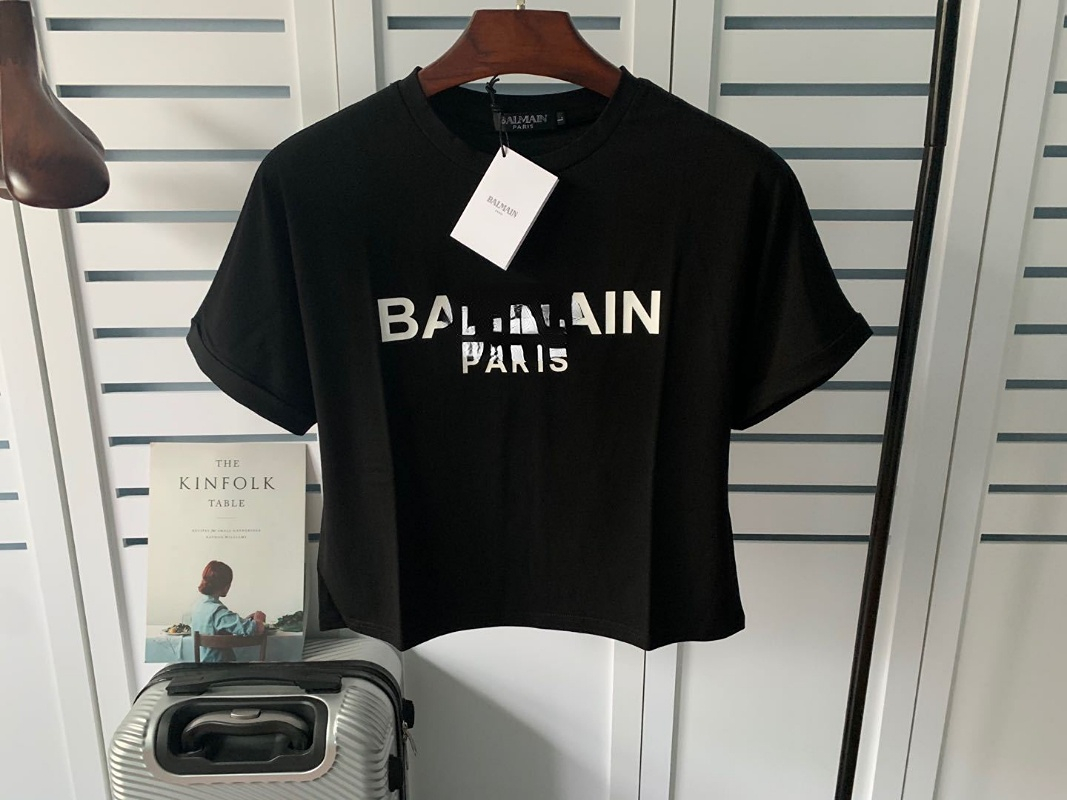 BALMAIN
PARIS
BALMAIN
BALMAIN
PARIS
THE
KINFOLK
TABLE